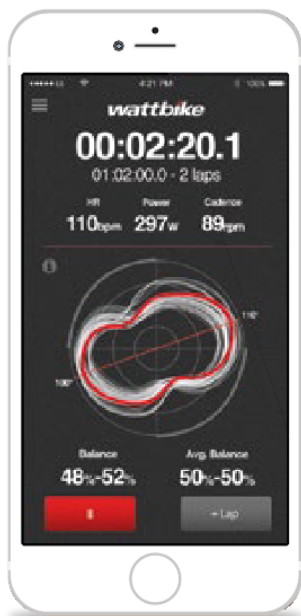 4:21 PM 100%
wattbike
00:02:20.1
01:02:00.0 - 2 laps
HR Power Cadence
110bpm 297w 89rpm
110°
100°
Balance Avg. Balance
48%-52% 50%-50%
Lap